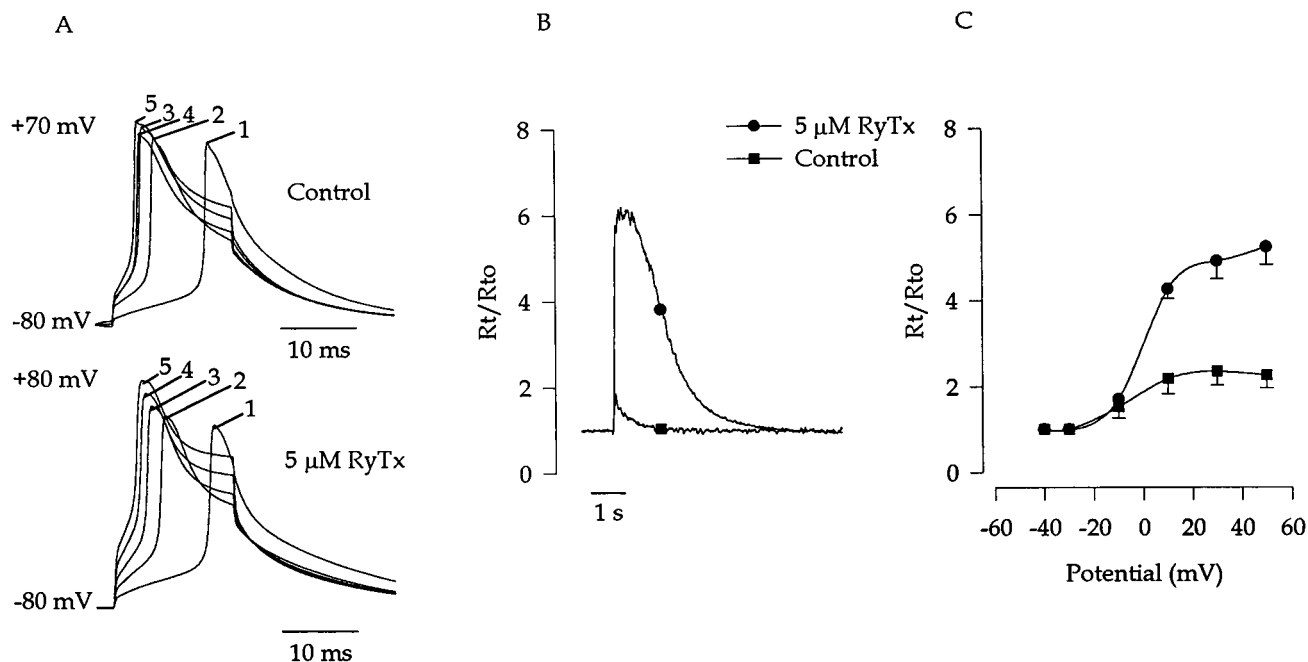 A
+70 mV
5
3
4
2
1
Control
-80 mV
10 ms
+80 mV
5
4
3
2
1
5 µM RyTx
-80 mV
10 ms
B
8
6
4
2
0
Rt/Rto
1 s
5 µM RyTx
Control
C
8
6
4
2
0
Rt/Rto
-60 -40 -20 0 20 40 60
Potential (mV)